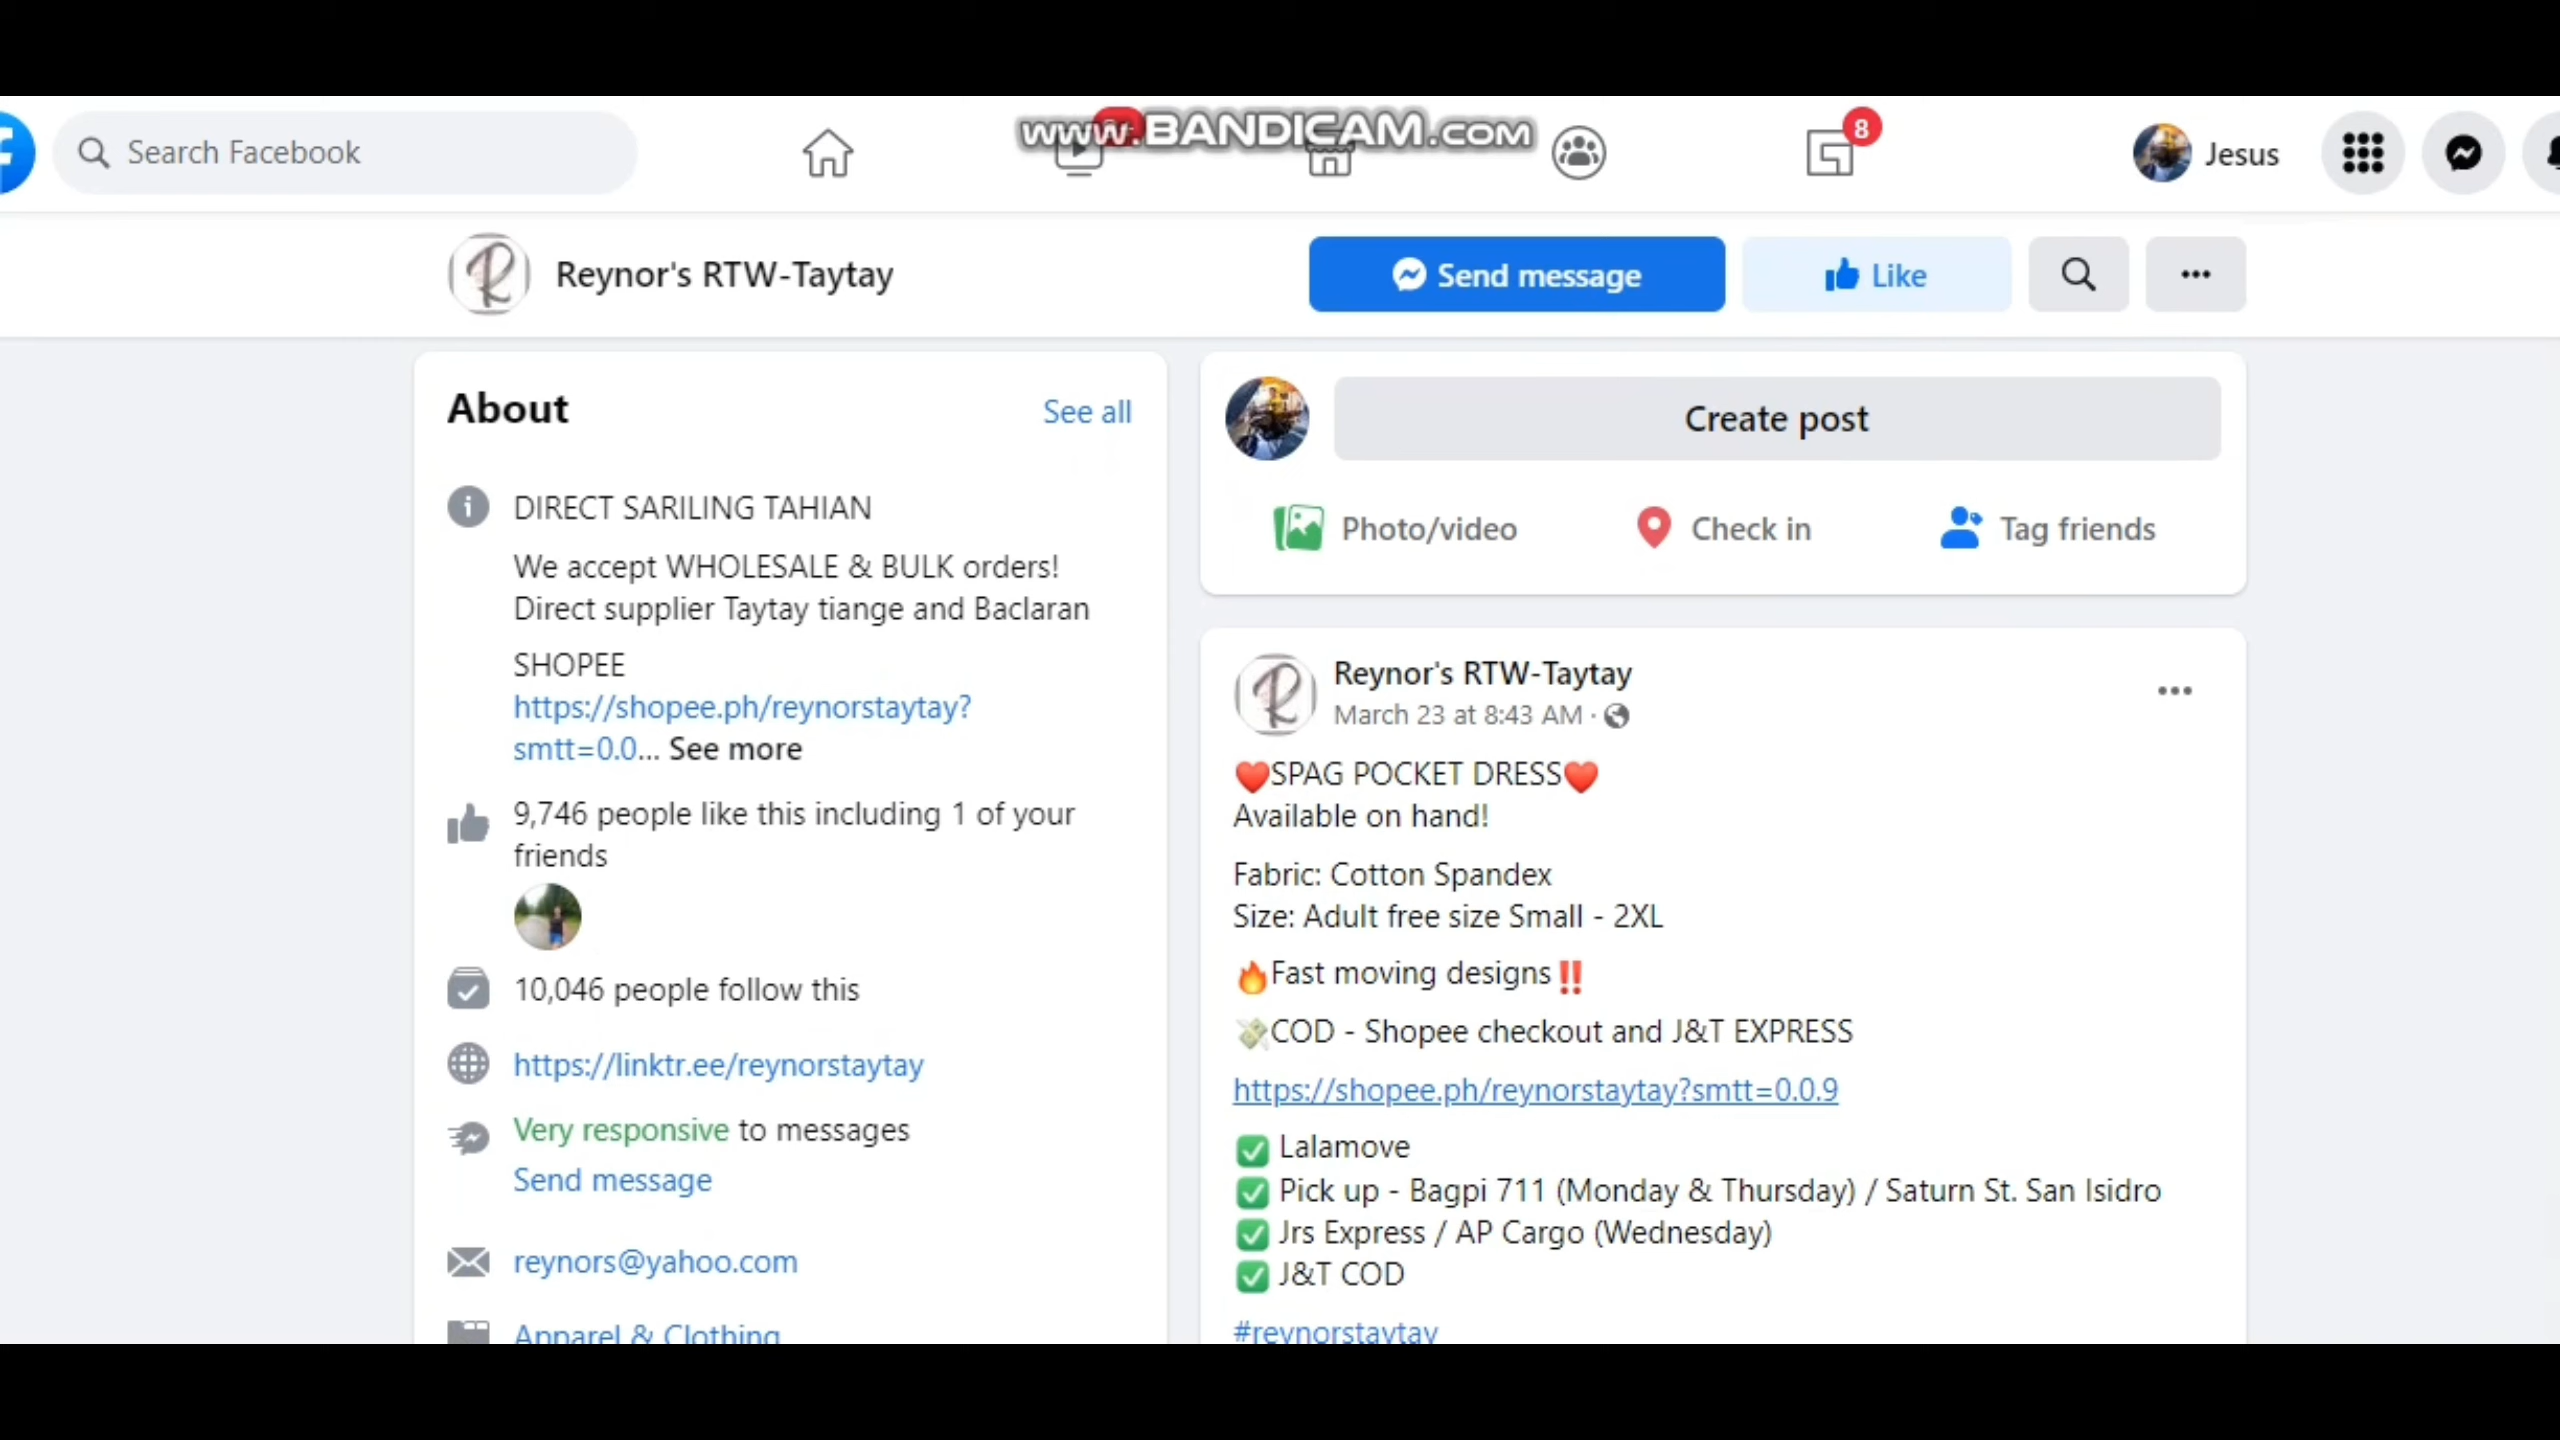 www.BANDICAM.com
Search Facebook
8
Jesus
Reynor's RTW-Taytay
Send message
Like
About
See all
DIRECT SARILING TAHIAN
We accept WHOLESALE & BULK orders!
Direct supplier Taytay tiange and Baclaran
SHOPEE
https://shopee.ph/reynorstaytay?
smtt=0.0... See more
9,746 people like this including 1 of your
friends
10,046 people follow this
https://linktr.ee/reynorstaytay
Very responsive to messages
Send message
reynors@yahoo.com
Apparel & Clothing
Create post
Photo/video
Check in
Tag friends
Reynor's RTW-Taytay
March 23 at 8:43 AM ·
❤️SPAG POCKET DRESS❤️
Available on hand!
Fabric: Cotton Spandex
Size: Adult free size Small - 2XL
🔥Fast moving designs‼️
💸COD - Shopee checkout and J&T EXPRESS
https://shopee.ph/reynorstaytay?smtt=0.0.9
✅ Lalamove
✅ Pick up - Bagpi 711 (Monday & Thursday) / Saturn St. San Isidro
✅ Jrs Express / AP Cargo (Wednesday)
✅ J&T COD
#reynorstaytay